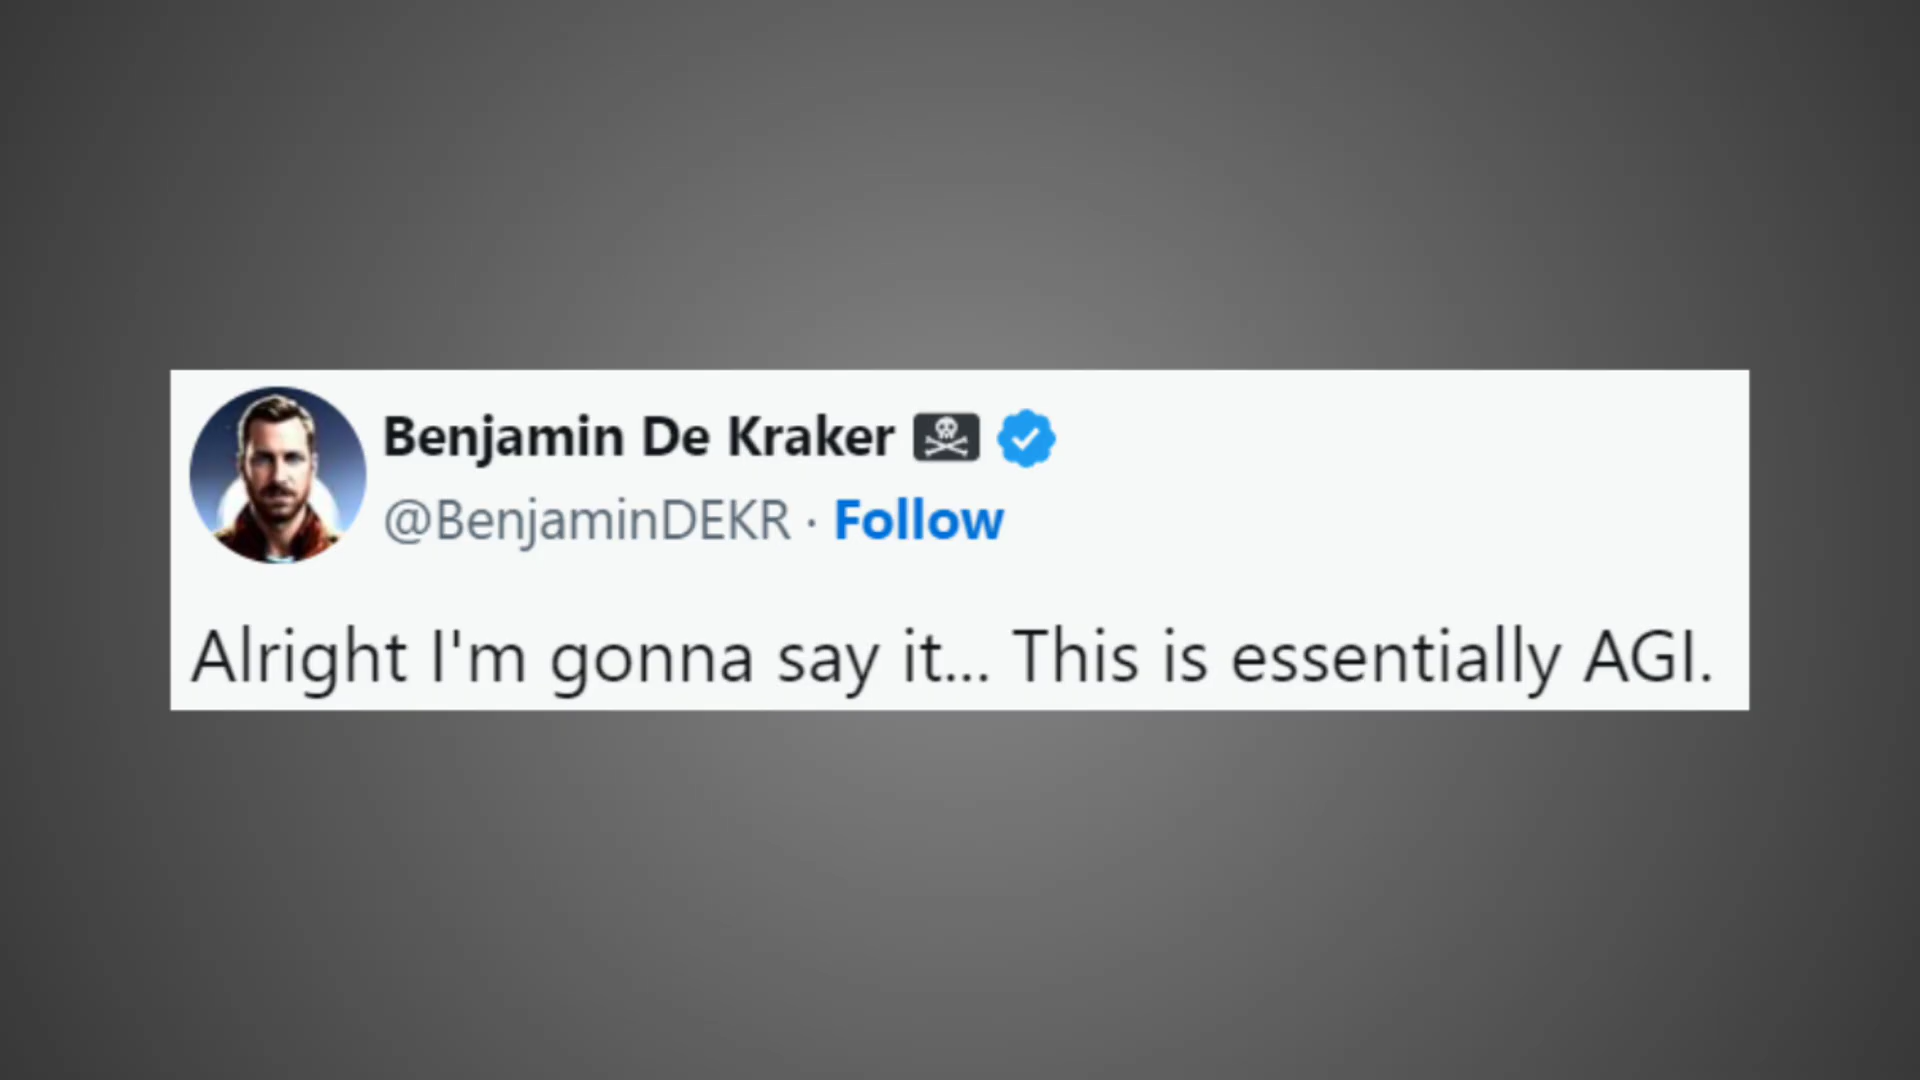 Benjamin De Kraker 🏴‍☠️
@BenjaminDEKR · Follow
Alright I'm gonna say it... This is essentially AGI.